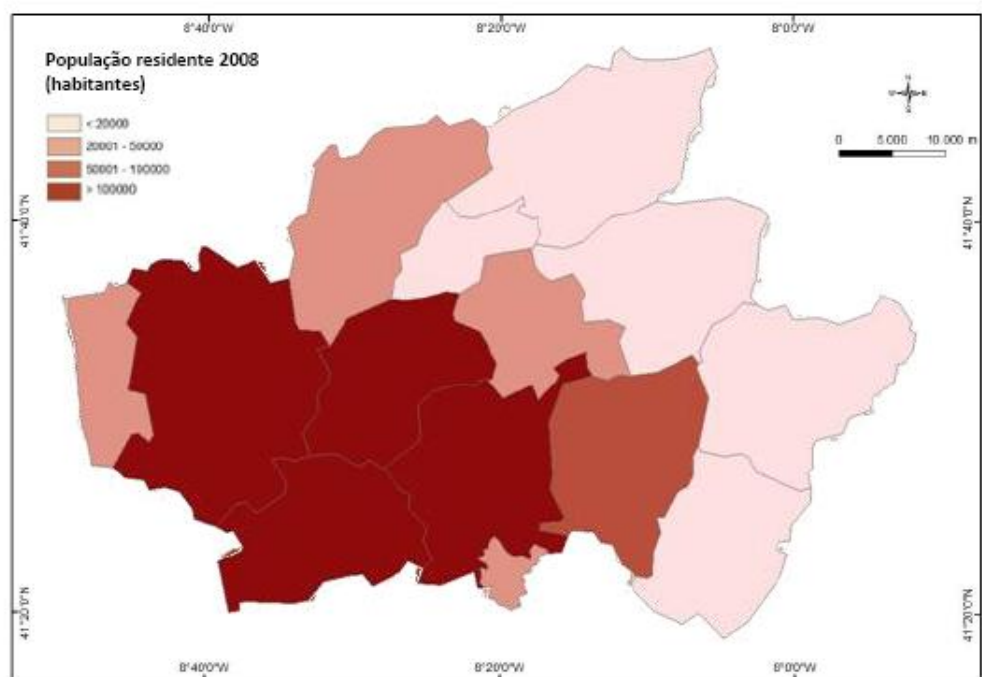 8°40'0"W 8°20'0"W 8°00'0"W
População residente 2008
(habitantes)
< 20000
20001 - 50000
50001 - 100000
> 100000
0 5.000 10.000 m
41°40'0"N 41°40'0"N
41°20'0"N 41°20'0"N
8°40'0"W 8°20'0"W 8°00'0"W